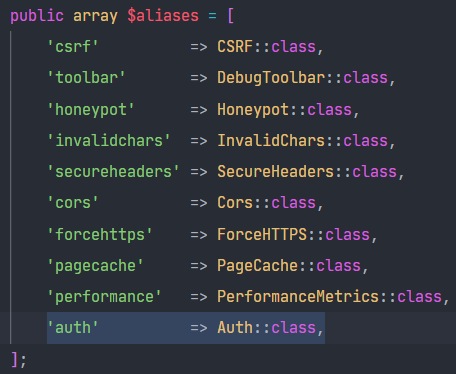 public array $aliases = [
    'csrf'          => CSRF::class,
    'toolbar'       => DebugToolbar::class,
    'honeypot'      => Honeypot::class,
    'invalidchars'  => InvalidChars::class,
    'secureheaders' => SecureHeaders::class,
    'cors'          => Cors::class,
    'forcehttps'    => ForceHTTPS::class,
    'pagecache'     => PageCache::class,
    'performance'   => PerformanceMetrics::class,
    'auth'          => Auth::class,
];